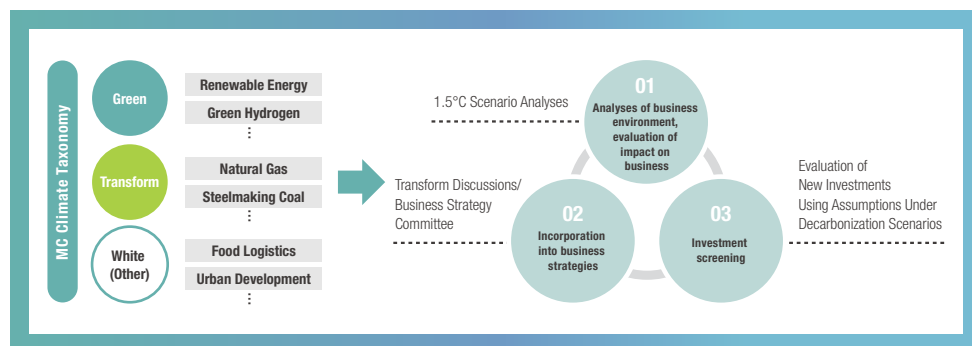 MC Climate Taxonomy
Green
Renewable Energy
Green Hydrogen
Transform
Natural Gas
Steelmaking Coal
White
(Other)
Food Logistics
Urban Development
1.5°C Scenario Analyses
01
Analyses of business
environment,
evaluation of
impact on
business
Transform Discussions/
Business Strategy
Committee
02
Incorporation
into business
strategies
03
Investment
screening
Evaluation of
New Investments
Using Assumptions Under
Decarbonization Scenarios